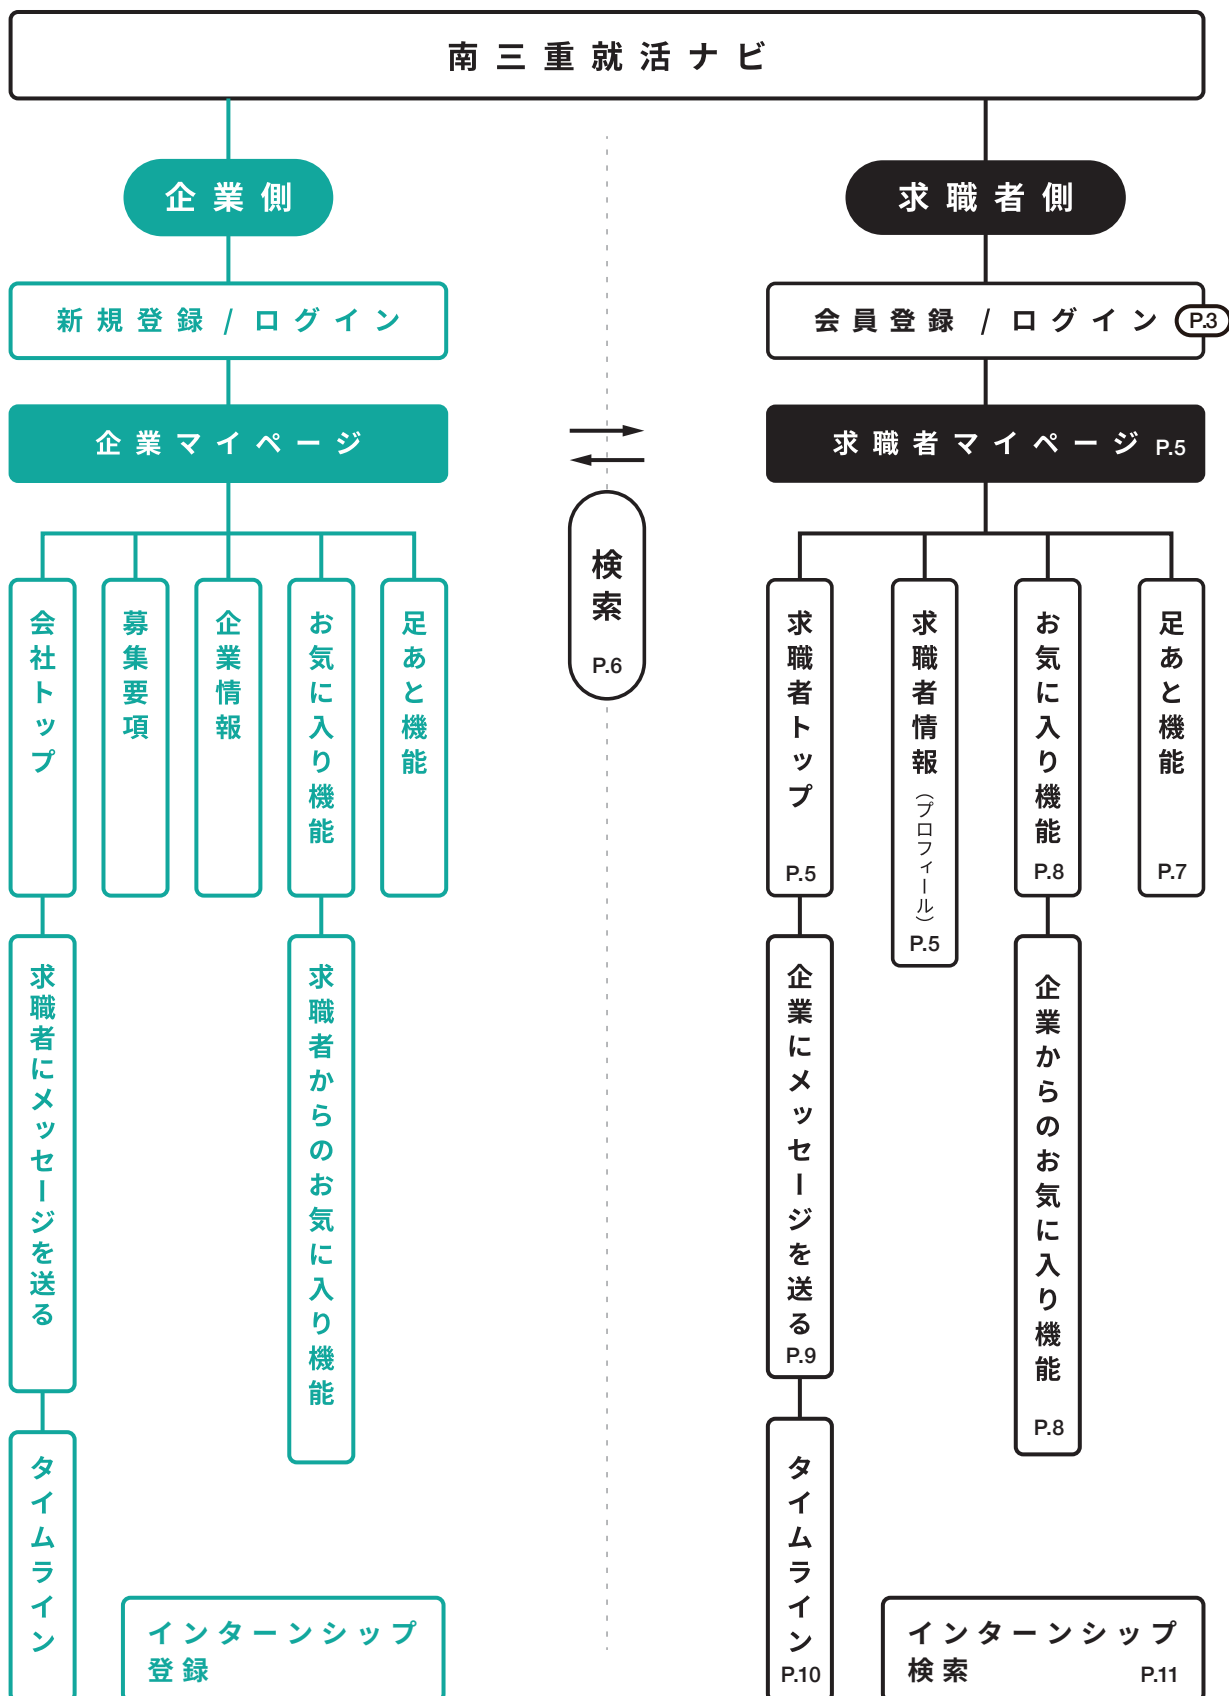 南三重就活ナビ
企業側
新規登録 / ログイン
企業マイページ
会社トップ
募集要項
企業情報
お気に入り機能
足あと機能
求職者にメッセージを送る
求職者からのお気に入り機能
タイムライン
インターンシップ
登録
検索
P.6
求職者側
会員登録 / ログイン P.3
求職者マイページ P.5
求職者トップ
P.5
求職者情報（プロフィール）
P.5
お気に入り機能
P.8
足あと機能
P.7
企業にメッセージを送る
P.9
企業からのお気に入り機能
P.8
タイムライン
P.10
インターンシップ
検索 P.11